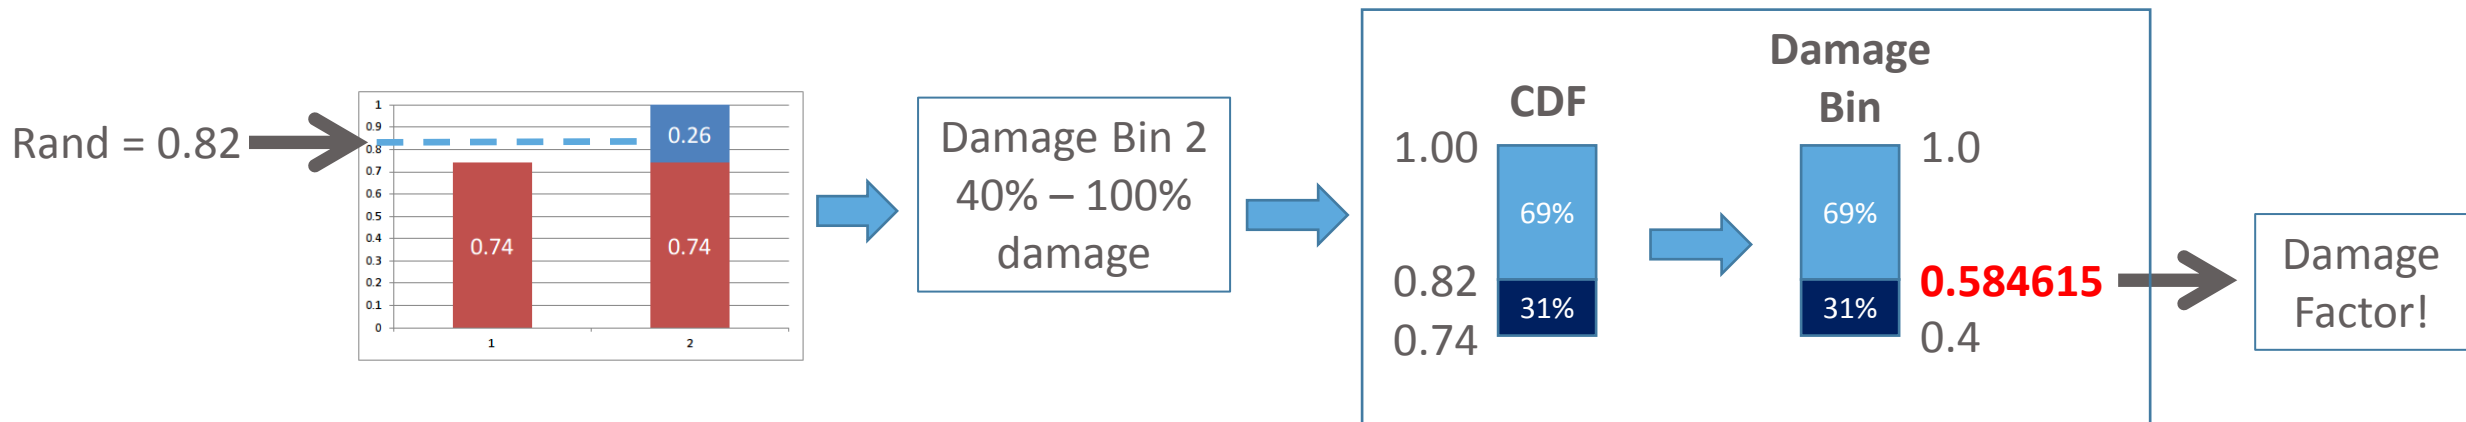 Rand = 0.82
1
0.9
0.8
0.7
0.6
0.5
0.4
0.3
0.2
0.1
0
0.74
0.26
0.74
1
2
Damage Bin 2
40% – 100%
damage
CDF
1.00
69%
0.82
31%
0.74
Damage
Bin
1.0
69%
0.584615
31%
0.4
Damage
Factor!